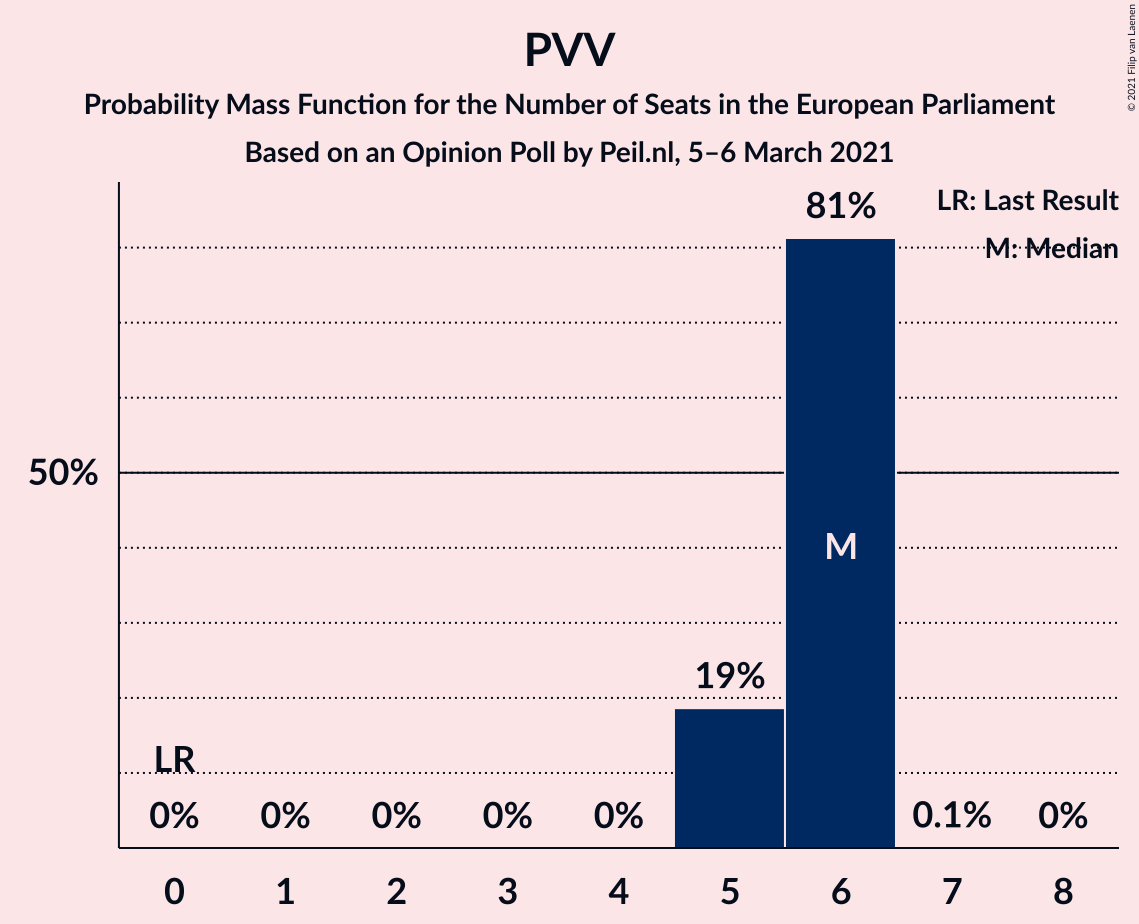 PVV
Probability Mass Function for the Number of Seats in the European Parliament
Based on an Opinion Poll by Peil.nl, 5–6 March 2021
© 2021 Filip van Laenen
LR: Last Result
M: Median
81%
50%
M
19%
LR
0% 0% 0% 0% 0% 0.1% 0%
0 1 2 3 4 5 6 7 8